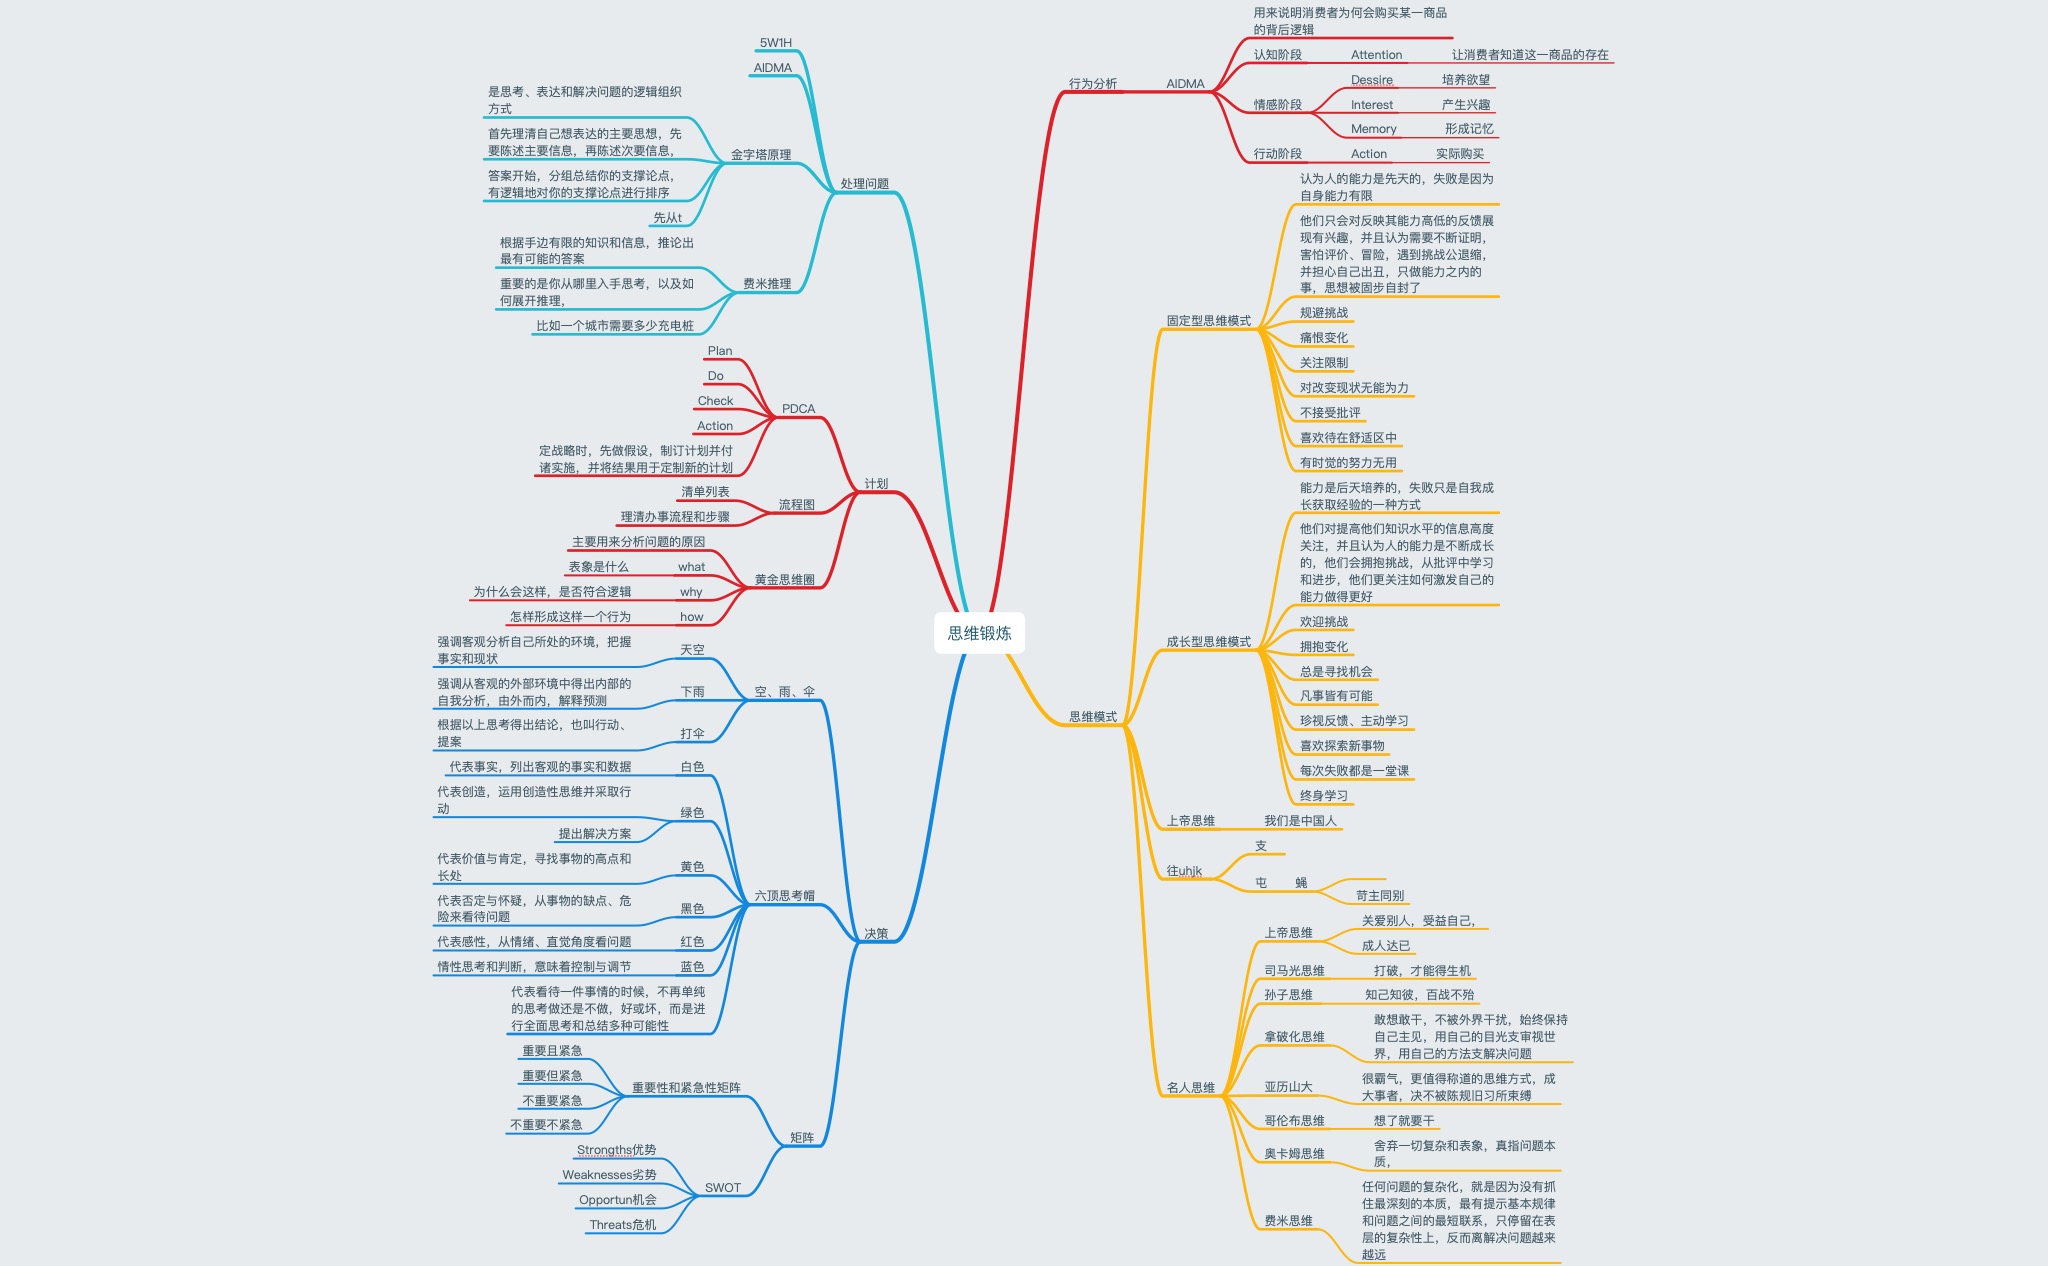 思维锻炼
处理问题
5W1H
AIDMA
金字塔原理
是思考、表达和解决问题的逻辑组织
方式
首先理清自己想表达的主要思想，先
要陈述主要信息，再陈述次要信息，
答案开始，分组总结你的支撑论点，
有逻辑地对你的支撑论点进行排序
先从t
费米推理
根据手边有限的知识和信息，推论出
最有可能的答案
重要的是你从哪里入手思考，以及如
何展开推理，
比如一个城市需要多少充电桩
计划
PDCA
Plan
Do
Check
Action
定战略时，先做假设，制订计划并付
诸实施，并将结果用于定制新的计划
流程图
清单列表
理清办事流程和步骤
黄金思维圈
主要用来分析问题的原因
what
表象是什么
why
为什么会这样，是否符合逻辑
how
怎样形成这样一个行为
决策
空、雨、伞
天空
强调客观分析自己所处的环境，把握
事实和现状
下雨
强调从客观的外部环境中得出内部的
自我分析，由外而内，解释预测
打伞
根据以上思考得出结论，也叫行动、
提案
六顶思考帽
白色
代表事实，列出客观的事实和数据
绿色
代表创造，运用创造性思维并采取行
动
提出解决方案
黄色
代表价值与肯定，寻找事物的高点和
长处
黑色
代表否定与怀疑，从事物的缺点、危
险来看待问题
红色
代表感性，从情绪、直觉角度看问题
蓝色
情性思考和判断，意味着控制与调节
代表看待一件事情的时候，不再单纯
的思考做还是不做，好或坏，而是进
行全面思考和总结多种可能性
矩阵
重要性和紧急性矩阵
重要且紧急
重要但紧急
不重要紧急
不重要不紧急
SWOT
Strongths优势
Weaknesses劣势
Opportun机会
Threats危机
行为分析
AIDMA
用来说明消费者为何会购买某一商品
的背后逻辑
认知阶段
Attention
让消费者知道这一商品的存在
情感阶段
Dessire
培养欲望
Interest
产生兴趣
Memory
形成记忆
行动阶段
Action
实际购买
思维模式
固定型思维模式
认为人的能力是先天的，失败是因为
自身能力有限
他们只会对反映其能力高低的反馈展
现有兴趣，并且认为需要不断证明，
害怕评价、冒险，遇到挑战公退缩，
并担心自己出丑，只做能力之内的
事，思想被固步自封了
规避挑战
痛恨变化
关注限制
对改变现状无能为力
不接受批评
喜欢待在舒适区中
有时觉的努力无用
成长型思维模式
能力是后天培养的，失败只是自我成
长获取经验的一种方式
他们对提高他们知识水平的信息高度
关注，并且认为人的能力是不断成长
的，他们会拥抱挑战，从批评中学习
和进步，他们更关注如何激发自己的
能力做得更好
欢迎挑战
拥抱变化
总是寻找机会
凡事皆有可能
珍视反馈、主动学习
喜欢探索新事物
每次失败都是一堂课
终身学习
上帝思维
我们是中国人
往uhjk
支
屯
蝇
苛主同别
名人思维
上帝思维
关爱别人，受益自己，
成人达已
司马光思维
打破，才能得生机
孙子思维
知己知彼，百战不殆
拿破化思维
敢想敢干，不被外界干扰，始终保持
自己主见，用自己的目光支审视世
界，用自己的方法支解决问题
亚历山大
很霸气，更值得称道的思维方式，成
大事者，决不被陈规旧习所束缚
哥伦布思维
想了就要干
奥卡姆思维
舍弃一切复杂和表象，真指问题本
质，
费米思维
任何问题的复杂化，就是因为没有抓
住最深刻的本质，最有提示基本规律
和问题之间的最短联系，只停留在表
层的复杂性上，反而离解决问题越来
越远